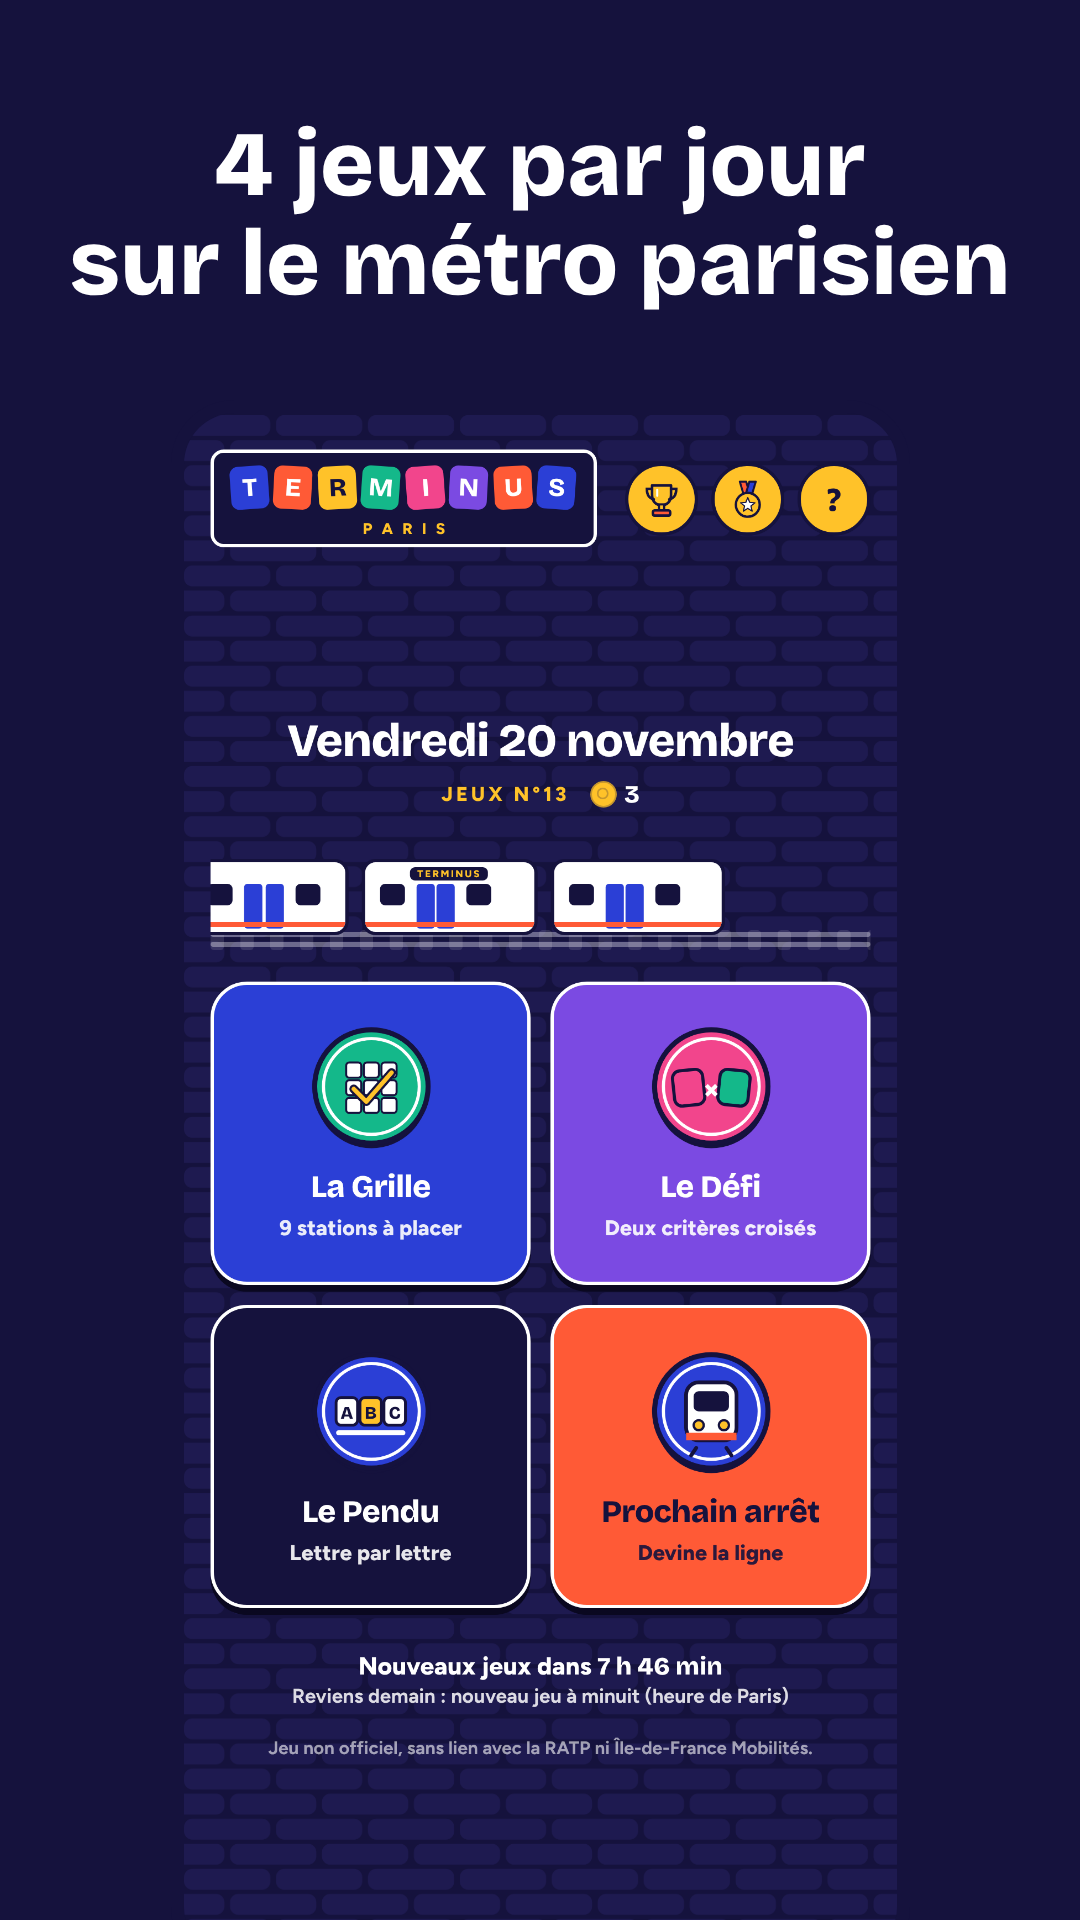 4 jeux par jour
sur le métro parisien
TERMINUS
PARIS
?
Vendredi 20 novembre
JEUX N°13 3
TERMINUS
La Grille
9 stations à placer
Le Défi
Deux critères croisés
A B C
Le Pendu
Lettre par lettre
Prochain arrêt
Devine la ligne
Nouveaux jeux dans 7 h 46 min
Reviens demain : nouveau jeu à minuit (heure de Paris)
Jeu non officiel, sans lien avec la RATP ni Île-de-France Mobilités.